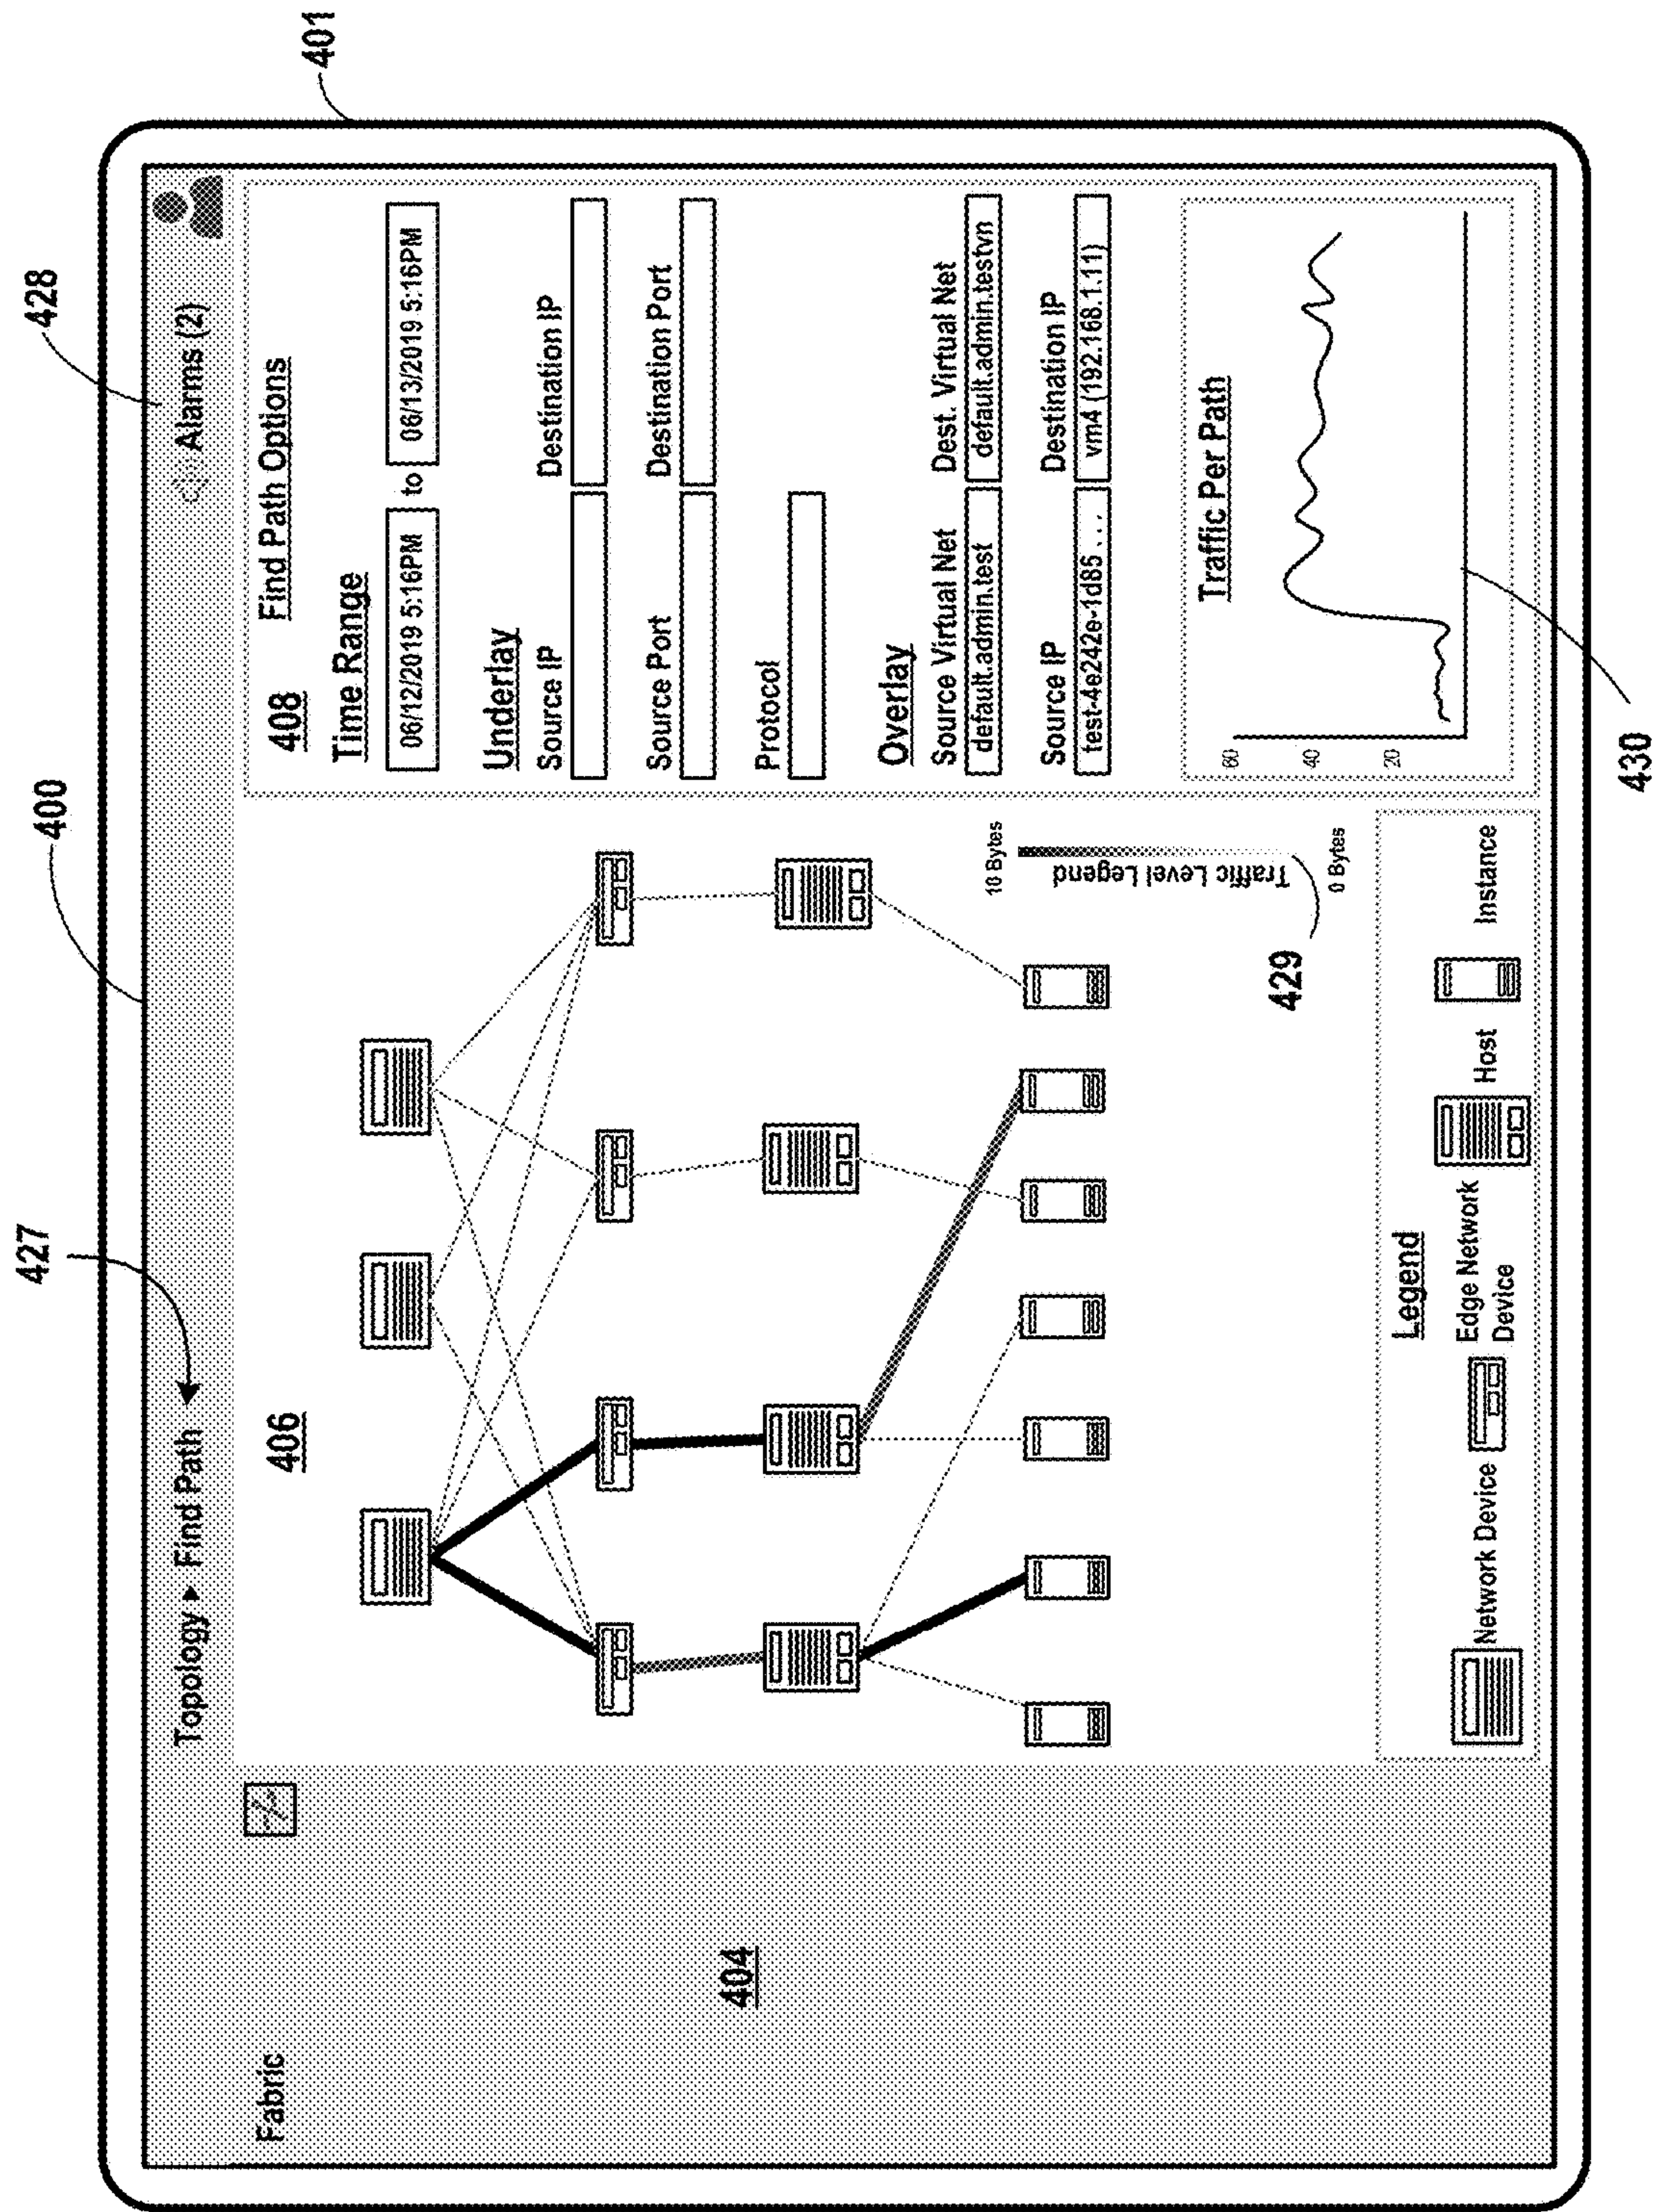 400
401
427
428
Topology ▸ Find Path
Alarms (2)
Fabric
404
406
408
Find Path Options
Time Range
06/12/2019 5:16PM to 06/13/2019 5:16PM
Underlay
Source IP Destination IP
Source Port Destination Port
Protocol
Overlay
Source Virtual Net Dest. Virtual Net
default.admin.test default.admin.testvn
Source IP Destination IP
test-4e242e-1d85 ... vm4 (192.168.1.11)
Traffic Per Path
60
40
20
430
10 Bytes
Traffic Level Legend
0 Bytes
429
Legend
Network Device
Edge Network
Device
Host
Instance